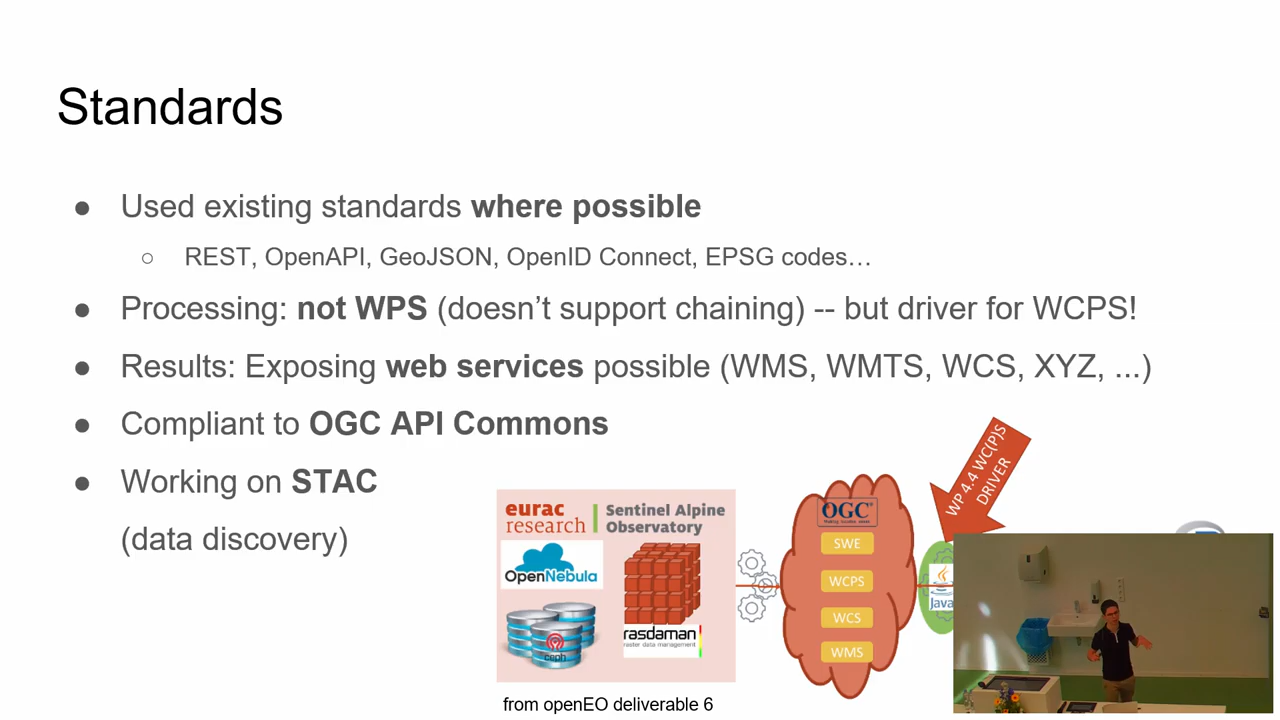 Standards
● Used existing standards where possible
○ REST, OpenAPI, GeoJSON, OpenID Connect, EPSG codes…
● Processing: not WPS (doesn’t support chaining) -- but driver for WCPS!
● Results: Exposing web services possible (WMS, WMTS, WCS, XYZ, ...)
● Compliant to OGC API Commons
● Working on STAC
(data discovery)
eurac
research
Sentinel Alpine
Observatory
OpenNebula
ceph
rasdaman
raster data management
OGC
SWE
WCPS
WCS
WMS
WP 4.4 WC(P)S
DRIVER
Java
from openEO deliverable 6